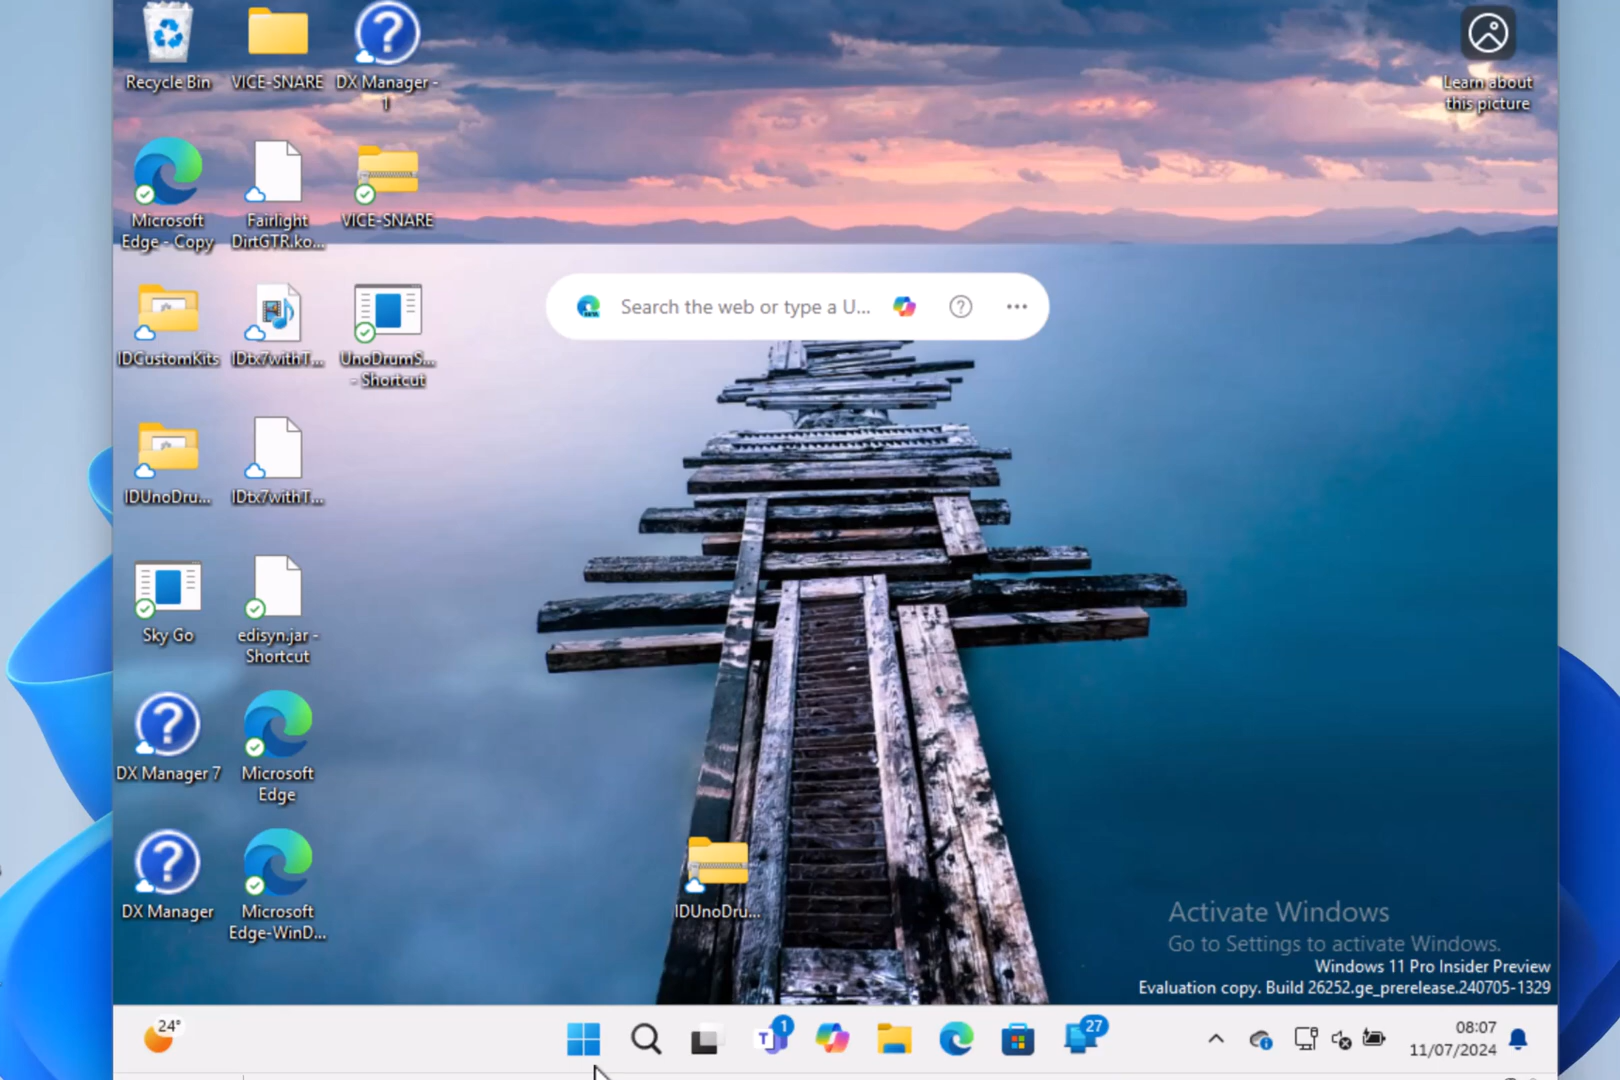 Recycle Bin
VICE-SNARE
DX Manager -
1
Learn about
this picture
Microsoft
Edge - Copy
Fairlight
DirtGTR.ko...
VICE-SNARE
IDCustomKits
IDtx7withT...
UnoDrumS...
- Shortcut
Search the web or type a U...
IDUnoDru...
IDtx7withT...
Sky Go
edisyn.jar -
Shortcut
DX Manager 7
Microsoft
Edge
DX Manager
Microsoft
Edge-WinD...
IDUnoDru...
Activate Windows
Go to Settings to activate Windows.
Windows 11 Pro Insider Preview
Evaluation copy. Build 26252.ge_prerelease.240705-1329
24°
1
27
08:07
11/07/2024